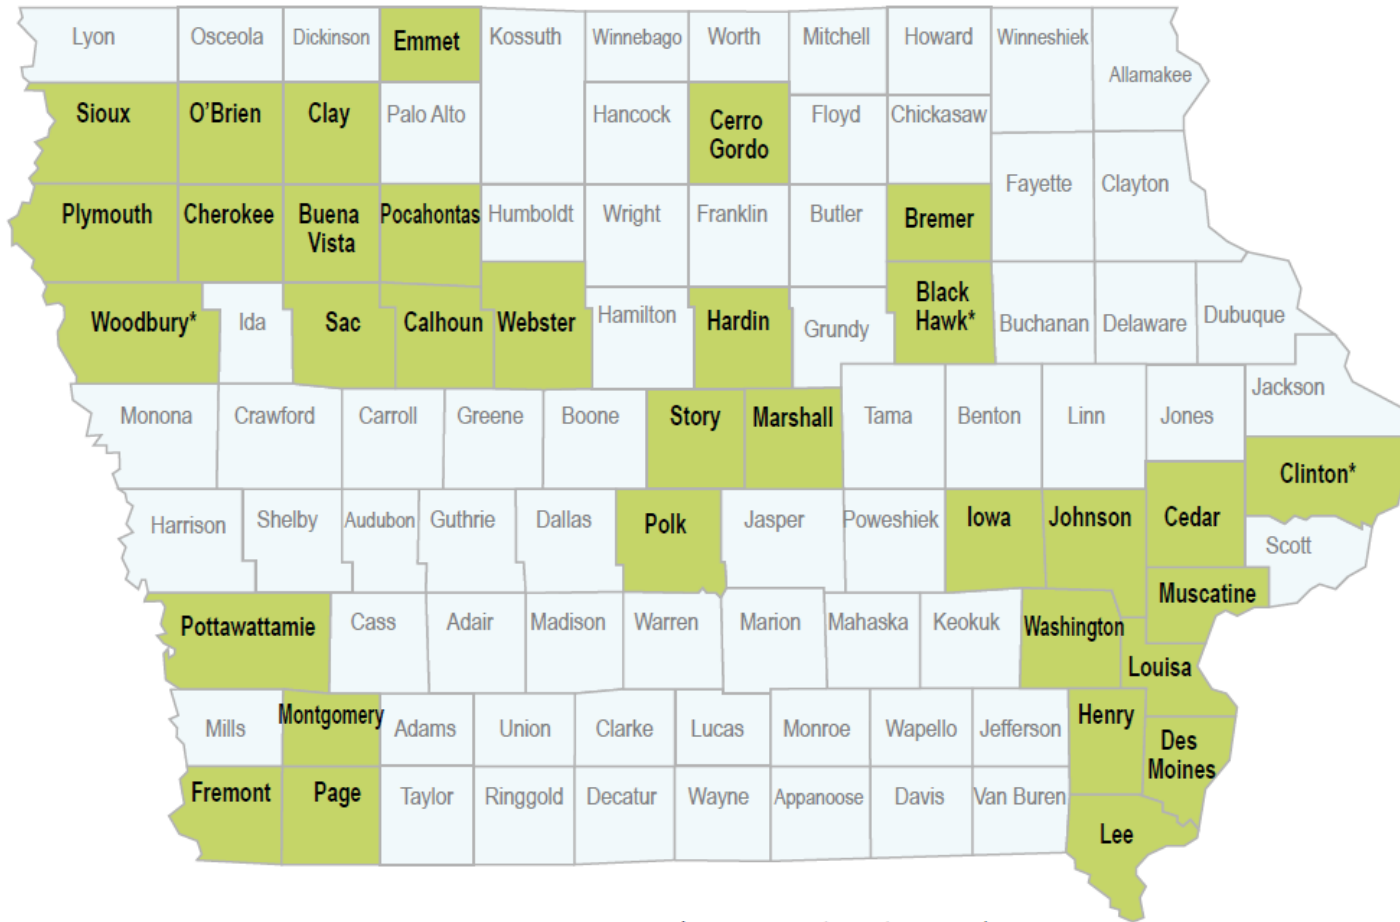 Lyon
Osceola
Dickinson
Emmet
Kossuth
Winnebago
Worth
Mitchell
Howard
Winneshiek
Allamakee
Sioux
O'Brien
Clay
Palo Alto
Hancock
Cerro
Gordo
Floyd
Chickasaw
Fayette
Clayton
Plymouth
Cherokee
Buena
Vista
Pocahontas
Humboldt
Wright
Franklin
Butler
Bremer
Woodbury*
Ida
Sac
Calhoun
Webster
Hamilton
Hardin
Grundy
Black
Hawk*
Buchanan
Delaware
Dubuque
Monona
Crawford
Carroll
Greene
Boone
Story
Marshall
Tama
Benton
Linn
Jones
Jackson
Clinton*
Harrison
Shelby
Audubon
Guthrie
Dallas
Polk
Jasper
Poweshiek
Iowa
Johnson
Cedar
Scott
Muscatine
Pottawattamie
Cass
Adair
Madison
Warren
Marion
Mahaska
Keokuk
Washington
Louisa
Mills
Montgomery
Adams
Union
Clarke
Lucas
Monroe
Wapello
Jefferson
Henry
Des
Moines
Fremont
Page
Taylor
Ringgold
Decatur
Wayne
Appanoose
Davis
Van Buren
Lee